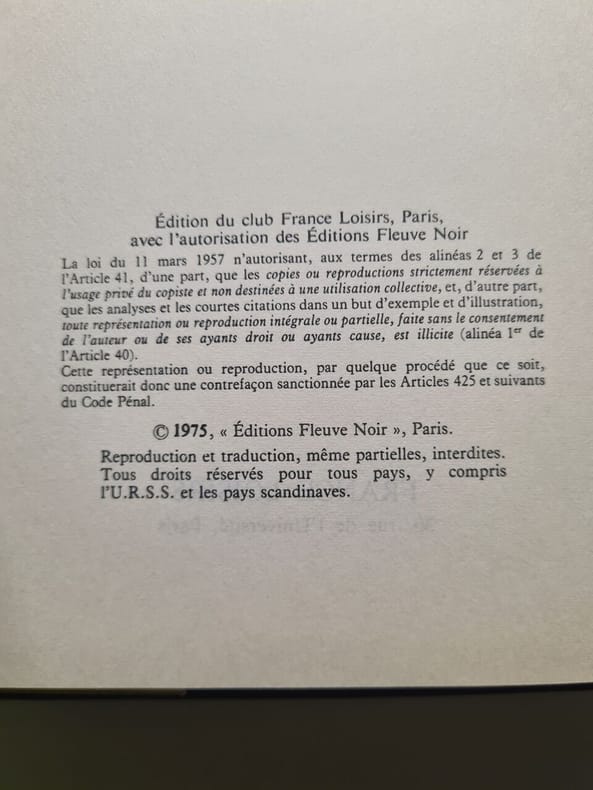 Édition du club France Loisirs, Paris,
avec l'autorisation des Éditions Fleuve Noir
La loi du 11 mars 1957 n'autorisant, aux termes des alinéas 2 et 3 de
l'Article 41, d'une part, que les copies ou reproductions strictement réservées à
l'usage privé du copiste et non destinées à une utilisation collective, et, d'autre part,
que les analyses et les courtes citations dans un but d'exemple et d'illustration,
toute représentation ou reproduction intégrale ou partielle, faite sans le consentement
de l'auteur ou de ses ayants droit ou ayants cause, est illicite (alinéa 1er de
l'Article 40).
Cette représentation ou reproduction, par quelque procédé que ce soit,
constituerait donc une contrefaçon sanctionnée par les Articles 425 et suivants
du Code Pénal.
© 1975, « Éditions Fleuve Noir », Paris.
Reproduction et traduction, même partielles, interdites.
Tous droits réservés pour tous pays, y compris
l'U.R.S.S. et les pays scandinaves.